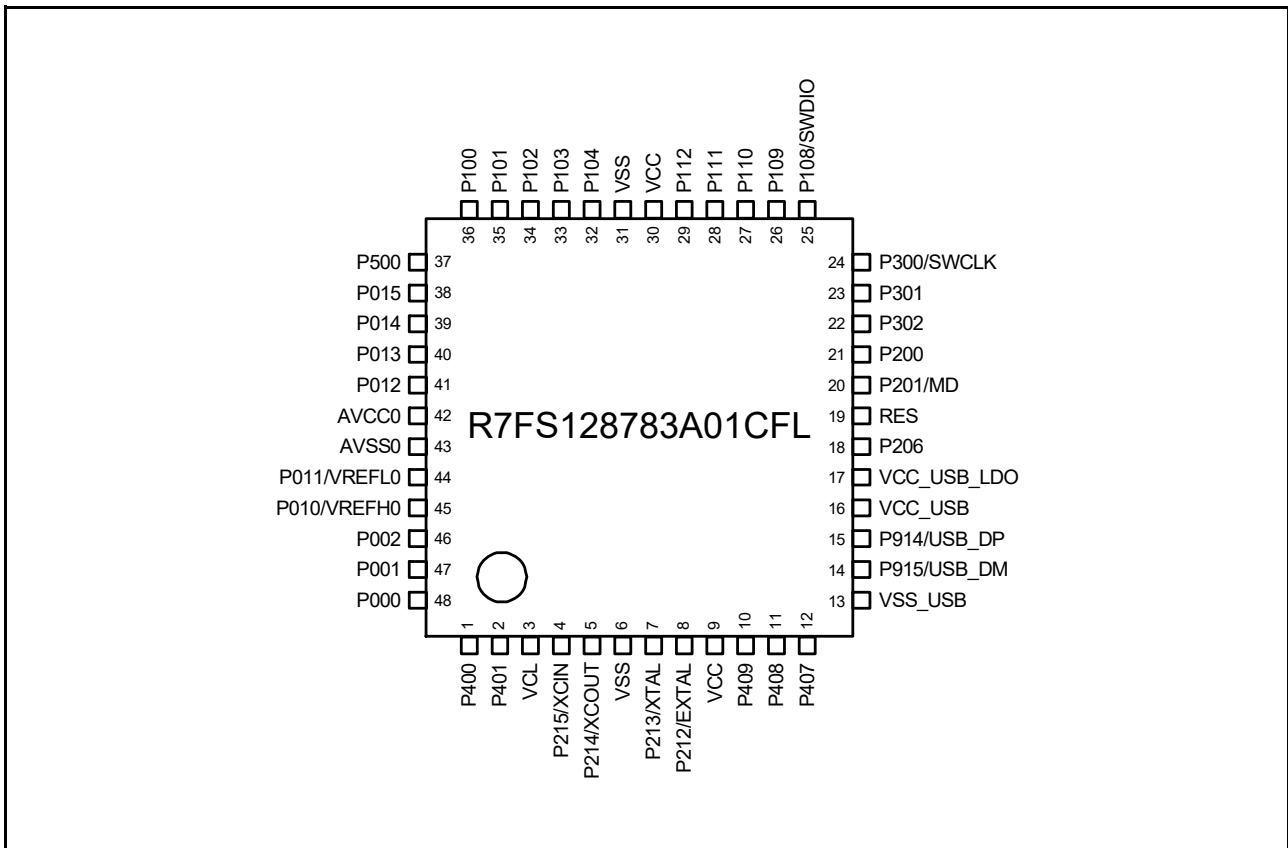 P100
P101
P102
P103
P104
VSS
VCC
P112
P111
P110
P109
P108/SWDIO
36
35
34
33
32
31
30
29
28
27
26
25
P500 37
P015 38
P014 39
P013 40
P012 41
AVCC0 42
AVSS0 43
P011/VREFL0 44
P010/VREFH0 45
P002 46
P001 47
P000 48
R7FS128783A01CFL
24 P300/SWCLK
23 P301
22 P302
21 P200
20 P201/MD
19 RES
18 P206
17 VCC_USB_LDO
16 VCC_USB
15 P914/USB_DP
14 P915/USB_DM
13 VSS_USB
1
2
3
4
5
6
7
8
9
10
11
12
P400
P401
VCL
P215/XCIN
P214/XCOUT
VSS
P213/XTAL
P212/EXTAL
VCC
P409
P408
P407